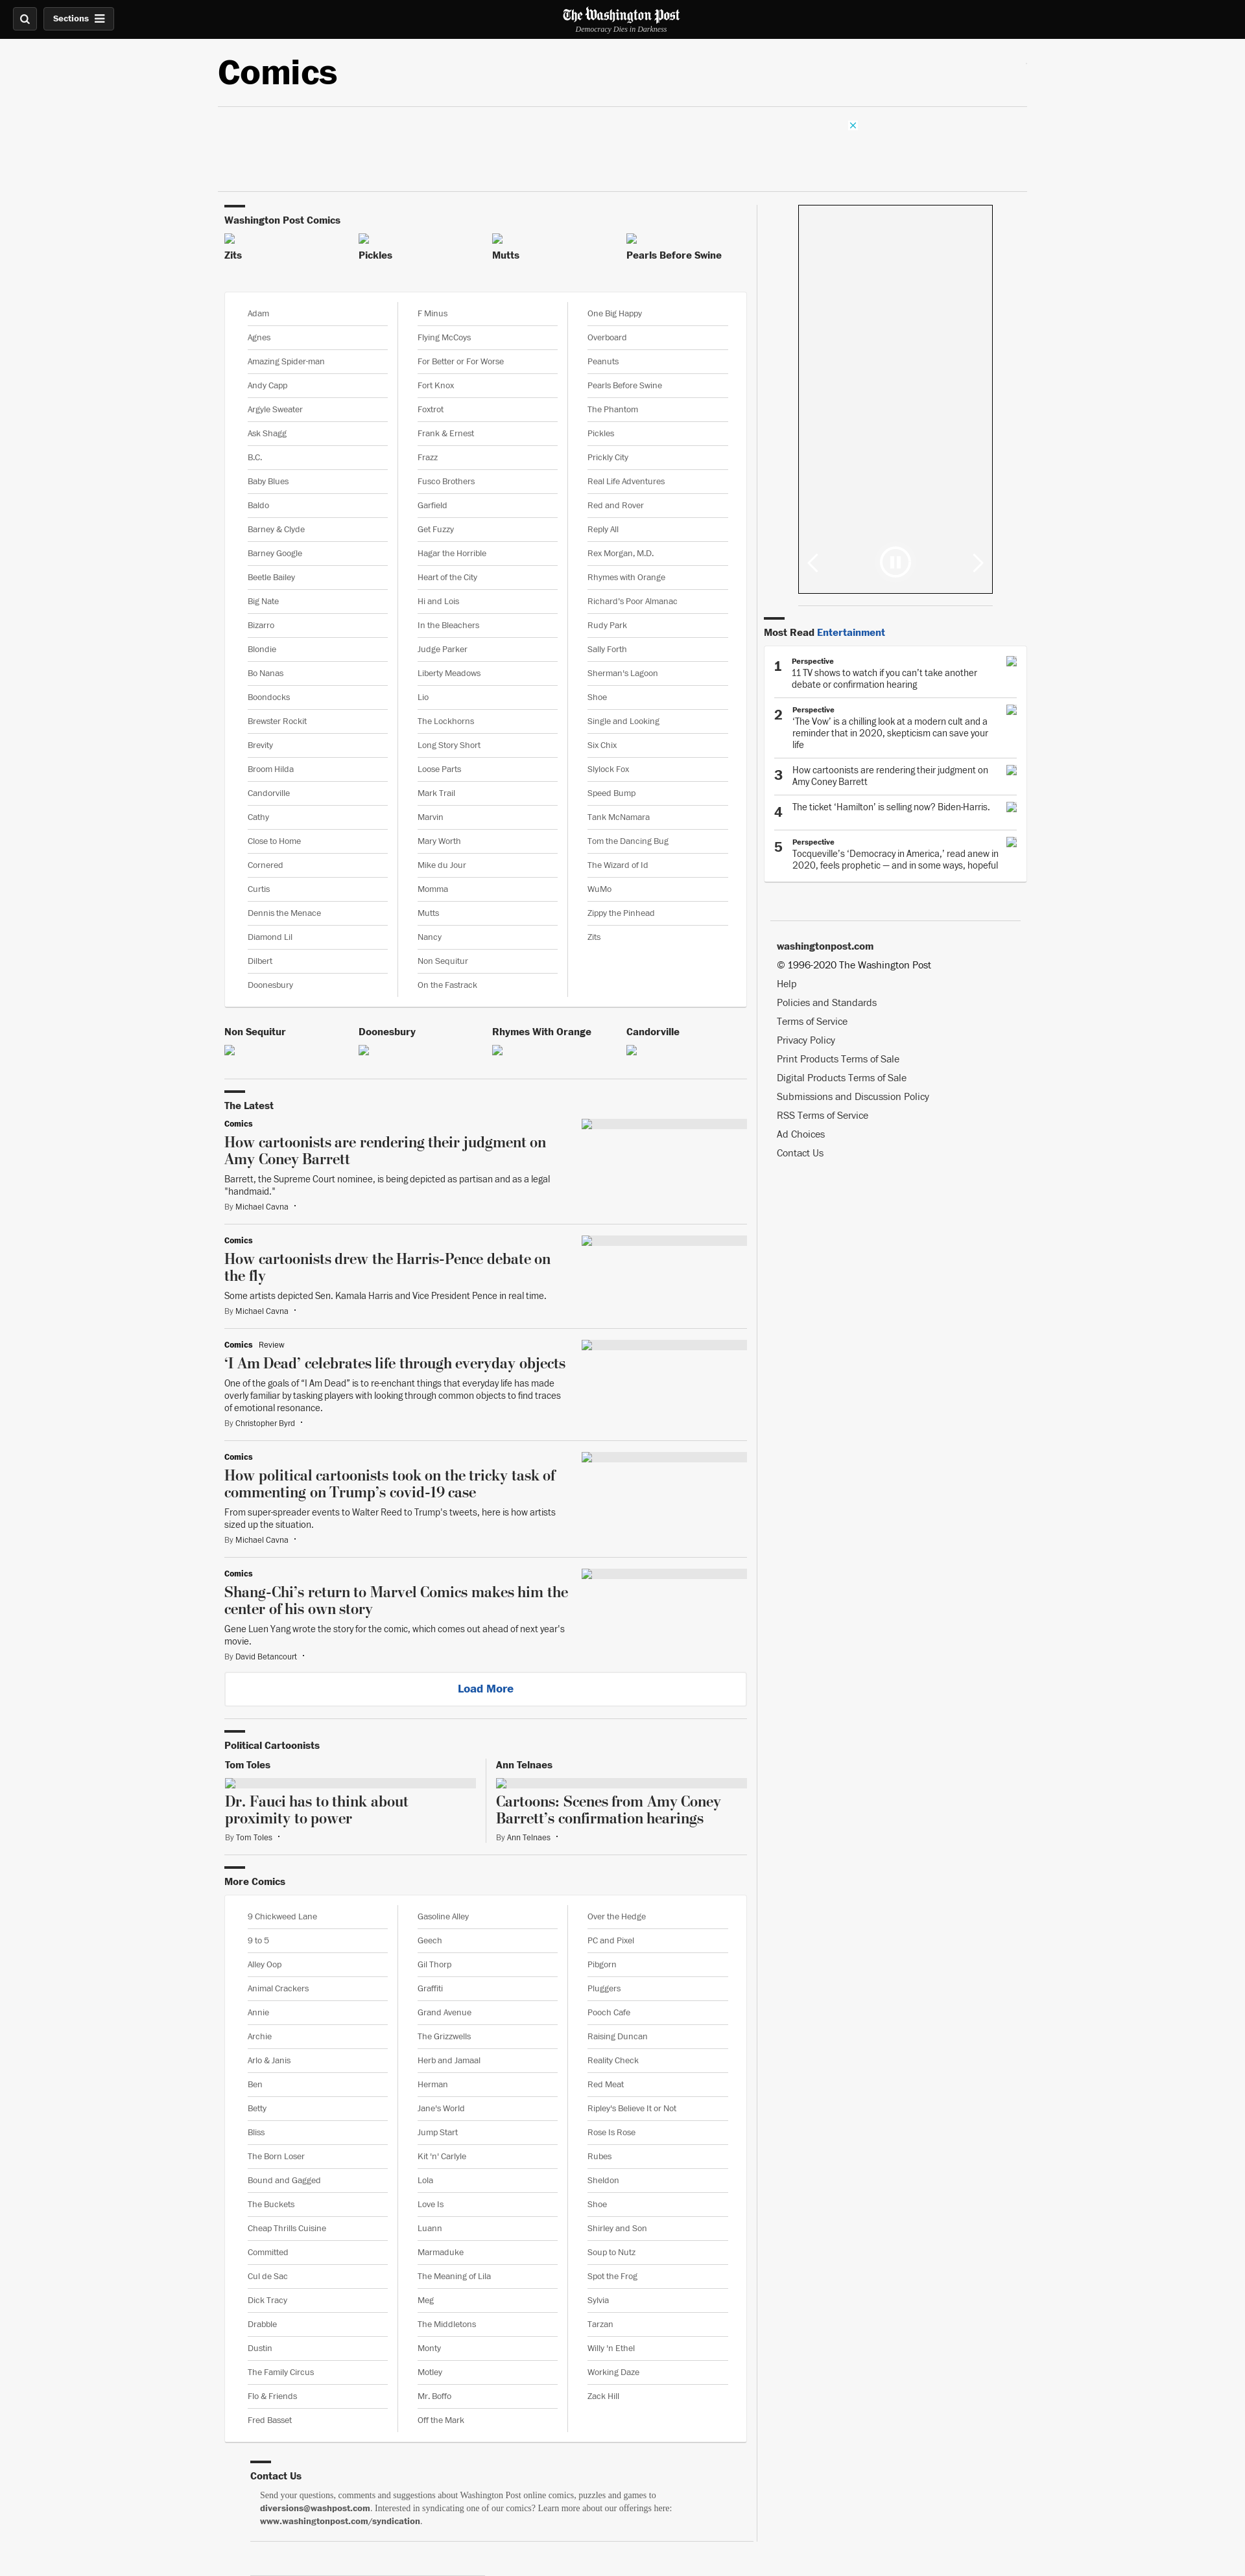 Sections
The Washington Post
Democracy Dies in Darkness
Comics
Washington Post Comics
Zits
Pickles
Mutts
Pearls Before Swine
Adam
Agnes
Amazing Spider-man
Andy Capp
Argyle Sweater
Ask Shagg
B.C.
Baby Blues
Baldo
Barney & Clyde
Barney Google
Beetle Bailey
Big Nate
Bizarro
Blondie
Bo Nanas
Boondocks
Brewster Rockit
Brevity
Broom Hilda
Candorville
Cathy
Close to Home
Cornered
Curtis
Dennis the Menace
Diamond Lil
Dilbert
Doonesbury
F Minus
Flying McCoys
For Better or For Worse
Fort Knox
Foxtrot
Frank & Ernest
Frazz
Fusco Brothers
Garfield
Get Fuzzy
Hagar the Horrible
Heart of the City
Hi and Lois
In the Bleachers
Judge Parker
Liberty Meadows
Lio
The Lockhorns
Long Story Short
Loose Parts
Mark Trail
Marvin
Mary Worth
Mike du Jour
Momma
Mutts
Nancy
Non Sequitur
On the Fastrack
One Big Happy
Overboard
Peanuts
Pearls Before Swine
The Phantom
Pickles
Prickly City
Real Life Adventures
Red and Rover
Reply All
Rex Morgan, M.D.
Rhymes with Orange
Richard's Poor Almanac
Rudy Park
Sally Forth
Sherman's Lagoon
Shoe
Single and Looking
Six Chix
Slylock Fox
Speed Bump
Tank McNamara
Tom the Dancing Bug
The Wizard of Id
WuMo
Zippy the Pinhead
Zits
Non Sequitur
Doonesbury
Rhymes With Orange
Candorville
The Latest
Comics
How cartoonists are rendering their judgment on
Amy Coney Barrett
Barrett, the Supreme Court nominee, is being depicted as partisan and as a legal
"handmaid."
By Michael Cavna •
Comics
How cartoonists drew the Harris-Pence debate on
the fly
Some artists depicted Sen. Kamala Harris and Vice President Pence in real time.
By Michael Cavna •
Comics Review
‘I Am Dead’ celebrates life through everyday objects
One of the goals of “I Am Dead” is to re-enchant things that everyday life has made
overly familiar by tasking players with looking through common objects to find traces
of emotional resonance.
By Christopher Byrd •
Comics
How political cartoonists took on the tricky task of
commenting on Trump’s covid-19 case
From super-spreader events to Walter Reed to Trump's tweets, here is how artists
sized up the situation.
By Michael Cavna •
Comics
Shang-Chi’s return to Marvel Comics makes him the
center of his own story
Gene Luen Yang wrote the story for the comic, which comes out ahead of next year's
movie.
By David Betancourt •
Load More
Political Cartoonists
Tom Toles
Dr. Fauci has to think about
proximity to power
By Tom Toles •
Ann Telnaes
Cartoons: Scenes from Amy Coney
Barrett’s confirmation hearings
By Ann Telnaes •
More Comics
9 Chickweed Lane
9 to 5
Alley Oop
Animal Crackers
Annie
Archie
Arlo & Janis
Ben
Betty
Bliss
The Born Loser
Bound and Gagged
The Buckets
Cheap Thrills Cuisine
Committed
Cul de Sac
Dick Tracy
Drabble
Dustin
The Family Circus
Flo & Friends
Fred Basset
Gasoline Alley
Geech
Gil Thorp
Graffiti
Grand Avenue
The Grizzwells
Herb and Jamaal
Herman
Jane's World
Jump Start
Kit 'n' Carlyle
Lola
Love Is
Luann
Marmaduke
The Meaning of Lila
Meg
The Middletons
Monty
Motley
Mr. Boffo
Off the Mark
Over the Hedge
PC and Pixel
Pibgorn
Pluggers
Pooch Cafe
Raising Duncan
Reality Check
Red Meat
Ripley's Believe It or Not
Rose Is Rose
Rubes
Sheldon
Shoe
Shirley and Son
Soup to Nutz
Spot the Frog
Sylvia
Tarzan
Willy 'n Ethel
Working Daze
Zack Hill
Contact Us
Send your questions, comments and suggestions about Washington Post online comics, puzzles and games to
diversions@washpost.com. Interested in syndicating one of our comics? Learn more about our offerings here:
www.washingtonpost.com/syndication.
Most Read Entertainment
1
Perspective
11 TV shows to watch if you can’t take another
debate or confirmation hearing
2
Perspective
‘The Vow’ is a chilling look at a modern cult and a
reminder that in 2020, skepticism can save your
life
3
How cartoonists are rendering their judgment on
Amy Coney Barrett
4
The ticket ‘Hamilton’ is selling now? Biden-Harris.
5
Perspective
Tocqueville’s ‘Democracy in America,’ read anew in
2020, feels prophetic — and in some ways, hopeful
washingtonpost.com
© 1996-2020 The Washington Post
Help
Policies and Standards
Terms of Service
Privacy Policy
Print Products Terms of Sale
Digital Products Terms of Sale
Submissions and Discussion Policy
RSS Terms of Service
Ad Choices
Contact Us